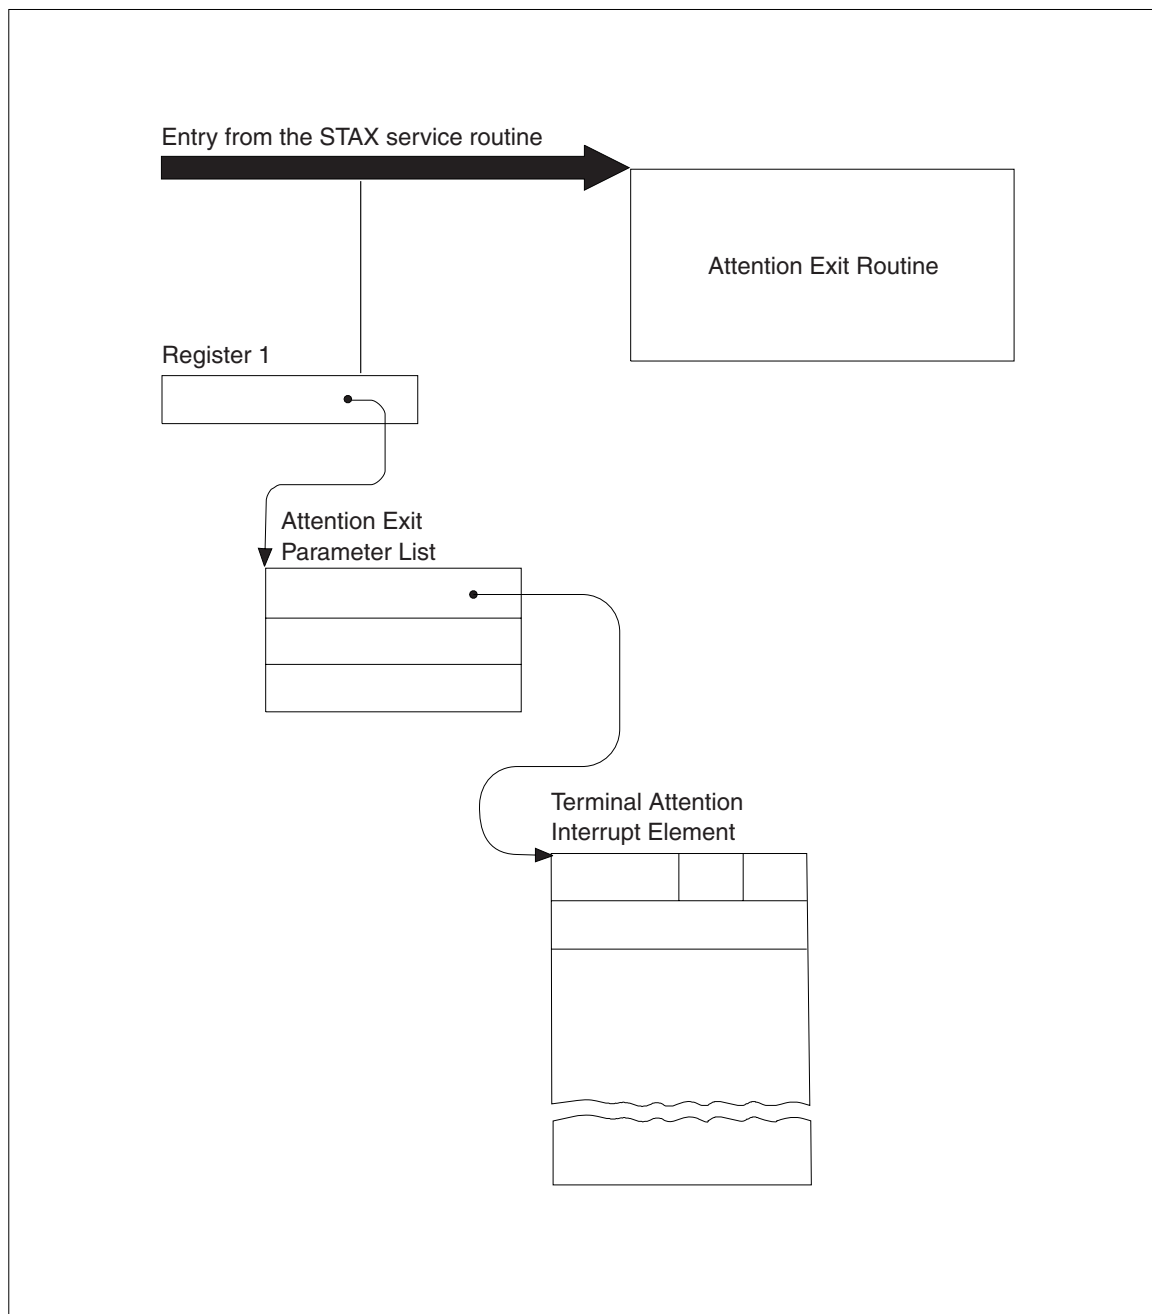 Entry from the STAX service routine
Attention Exit Routine
Register 1
Attention Exit
Parameter List
Terminal Attention
Interrupt Element